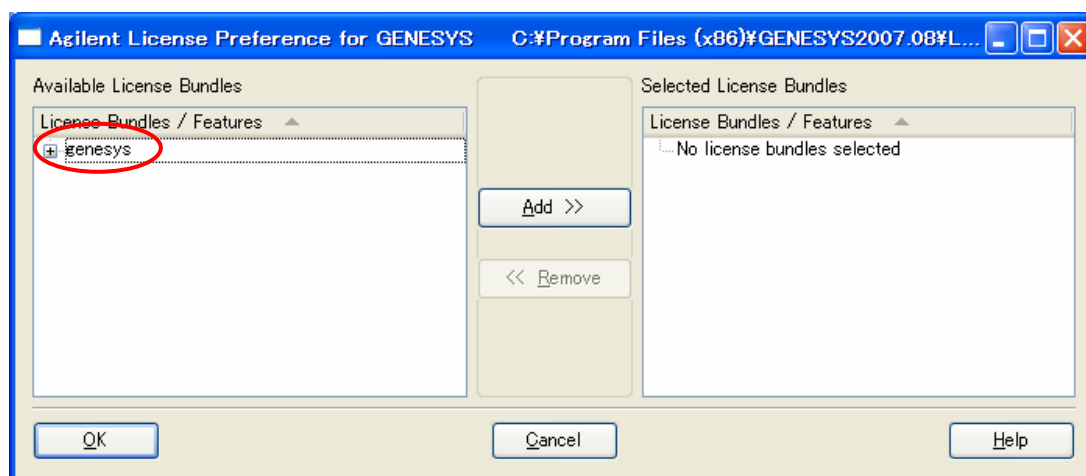 Agilent License Preference for GENESYS C:¥Program Files (x86)¥GENESYS2007.08¥L...
Available License Bundles
Selected License Bundles
License Bundles / Features
License Bundles / Features
genesys
No license bundles selected
Add >>
<< Remove
OK
Cancel
Help